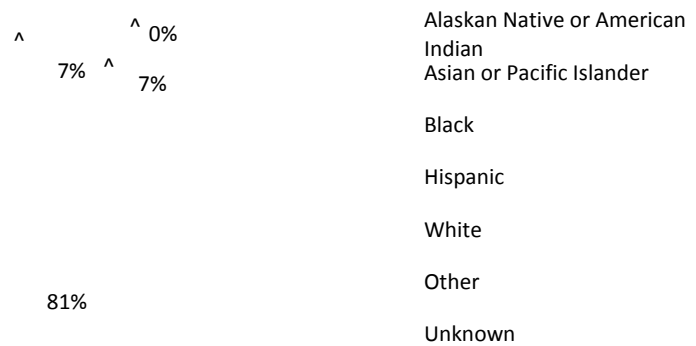 ^ 0%
^
7% ^
7%
81%
Alaskan Native or American
Indian
Asian or Pacific Islander
Black
Hispanic
White
Other
Unknown